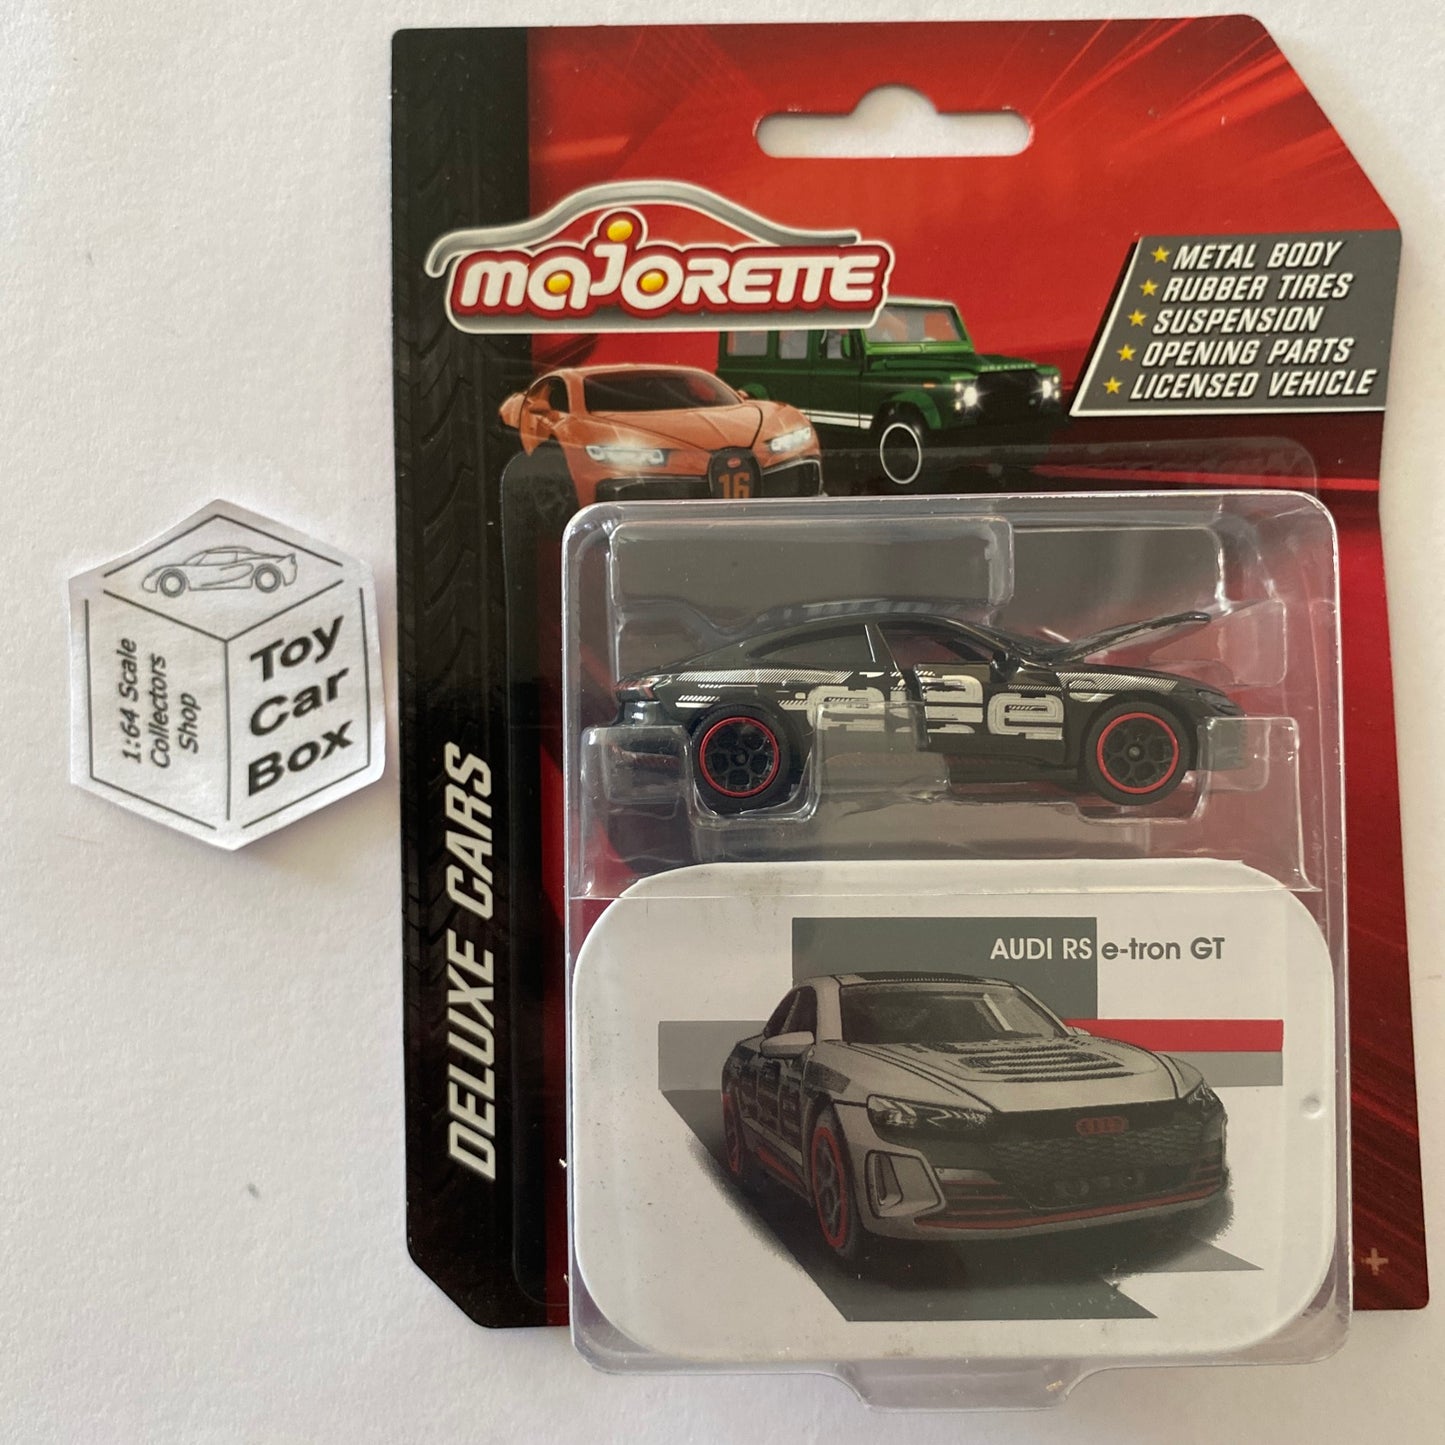 MAJORETTE
METAL BODY
RUBBER TIRES
SUSPENSION
OPENING PARTS
LICENSED VEHICLE
16
1:64 Scale
Collectors
Shop
Toy
Car
Box
DELUXE CARS
AUDI RS e-tron GT